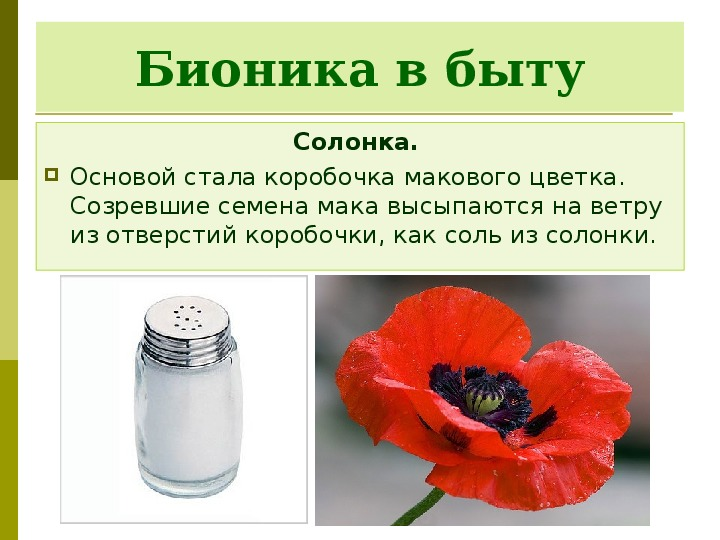 Бионика в быту
Солонка.
Основой стала коробочка макового цветка.
Созревшие семена мака высыпаются на ветру
из отверстий коробочки, как соль из солонки.